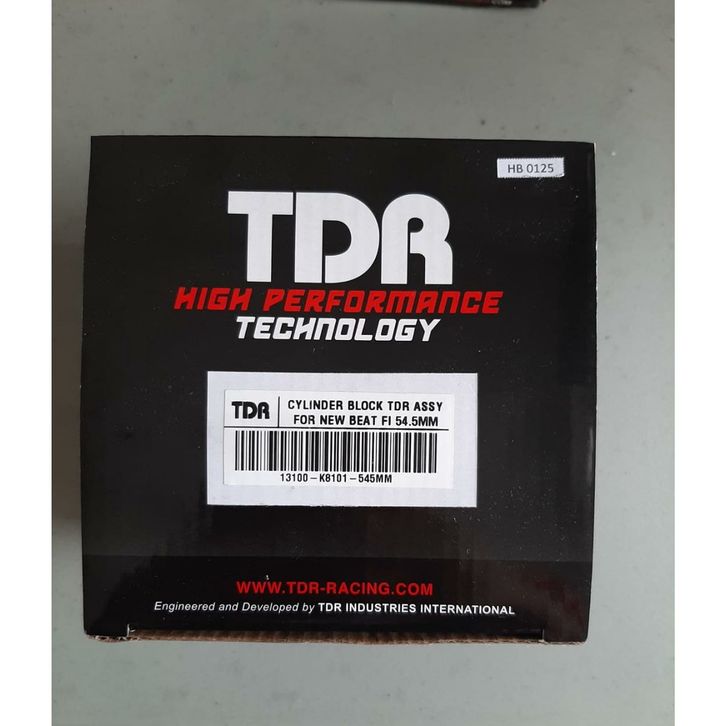 HB 0125
TDR
HIGH PERFORMANCE
TECHNOLOGY
TDR
CYLINDER BLOCK TDR ASSY
FOR NEW BEAT FI 54.5MM
13100-K8101-545MM
WWW.TDR-RACING.COM
Engineered and Developed by TDR INDUSTRIES INTERNATIONAL